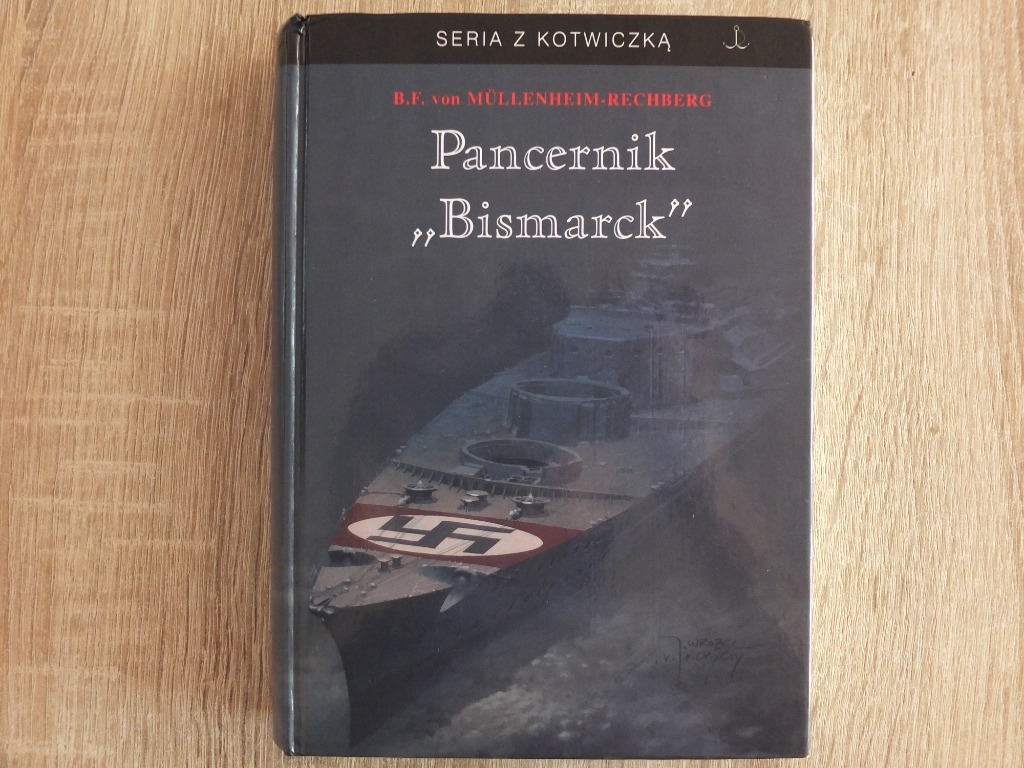 SERIA Z KOTWICZKĄ
B.F. von MÜLLENHEIM-RECHBERG
Pancernik
„Bismarck”